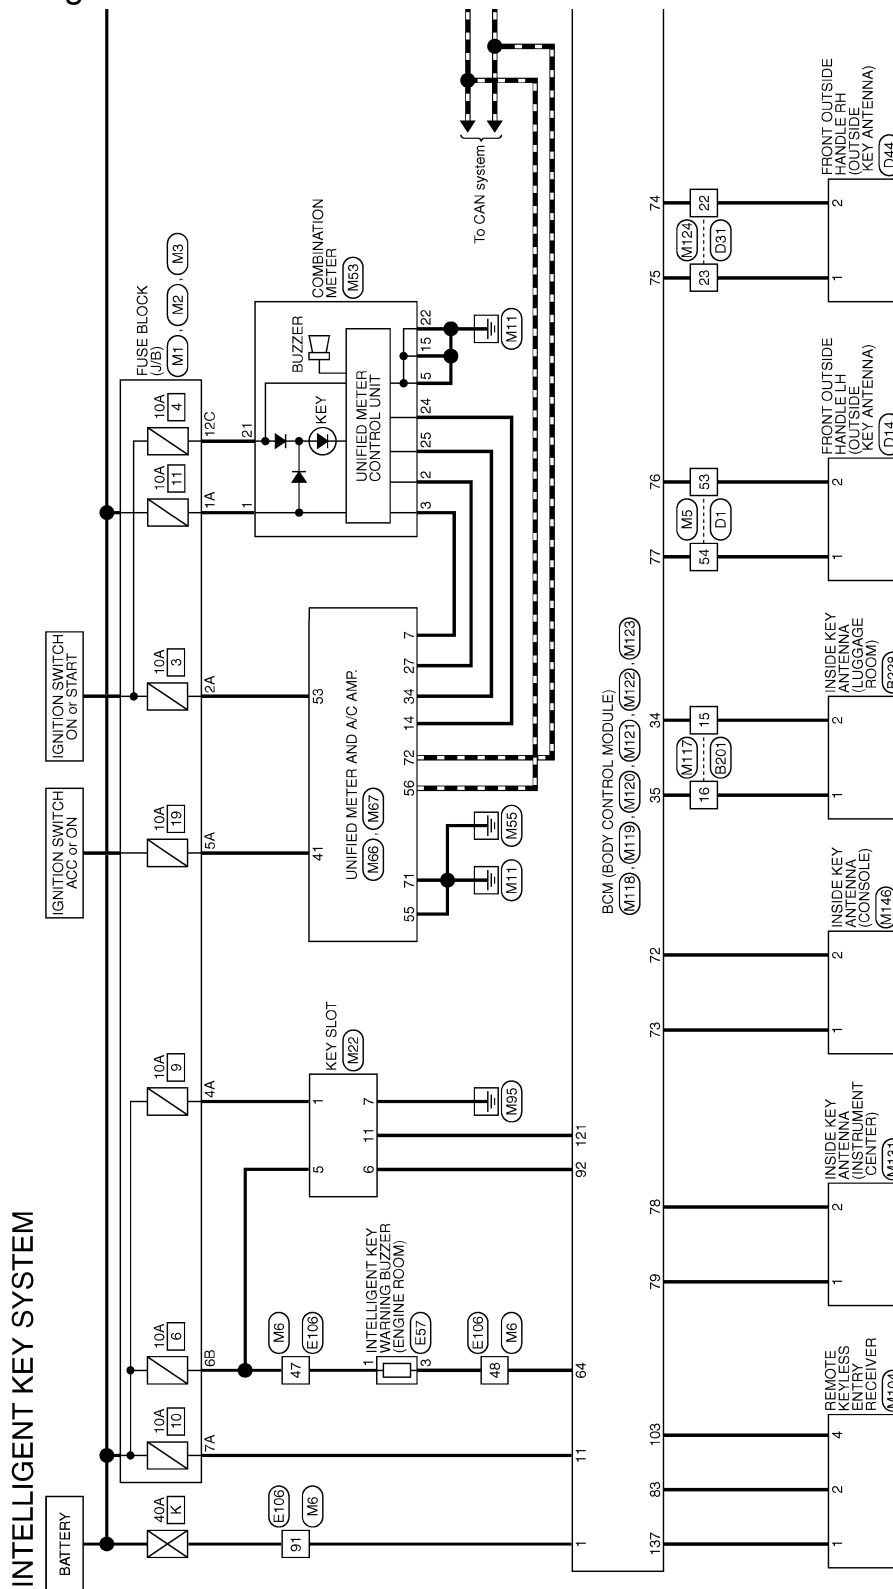 INTELLIGENT KEY SYSTEM
BATTERY
IGNITION SWITCH
ACC or ON
IGNITION SWITCH
ON or START
40A
K
10A
10
10A
6
10A
9
10A
19
10A
3
10A
11
10A
4
FUSE BLOCK
(J/B)
M1 , M2 , M3
7A
6B
4A
5A
2A
1A
12C
E106
M6
91
M6
E106
47
1
INTELLIGENT KEY
WARNING BUZZER
(ENGINE ROOM)
E57
3
E106
M6
48
KEY SLOT
M22
5
1
6
11
7
M95
41
53
UNIFIED METER AND A/C AMP.
M66 , M67
55
71
56
72
14
34
27
7
M11
M55
COMBINATION
METER
M53
1
21
BUZZER
KEY
UNIFIED METER
CONTROL UNIT
3
2
25
24
5
15
22
M11
To CAN system
1
11
64
92
121
BCM (BODY CONTROL MODULE)
M118 , M119 , M120 , M121 , M122 , M123
137
83
103
79
78
73
72
35
34
77
76
75
74
M117
B201
16
15
M5
D1
54
53
M124
D31
23
22
REMOTE
KEYLESS
ENTRY
RECEIVER
M104
1
2
4
INSIDE KEY
ANTENNA
(INSTRUMENT
CENTER)
M131
1
2
INSIDE KEY
ANTENNA
(CONSOLE)
M146
1
2
INSIDE KEY
ANTENNA
(LUGGAGE
ROOM)
B228
1
2
FRONT OUTSIDE
HANDLE LH
(OUTSIDE
KEY ANTENNA)
D14
1
2
FRONT OUTSIDE
HANDLE RH
(OUTSIDE
KEY ANTENNA)
D44
1
2